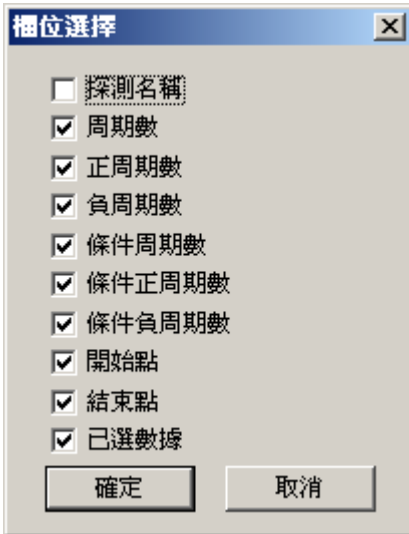 欄位選擇
探測名稱
周期數
正周期數
負周期數
條件周期數
條件正周期數
條件負周期數
開始點
結束點
已選數據
確定
取消